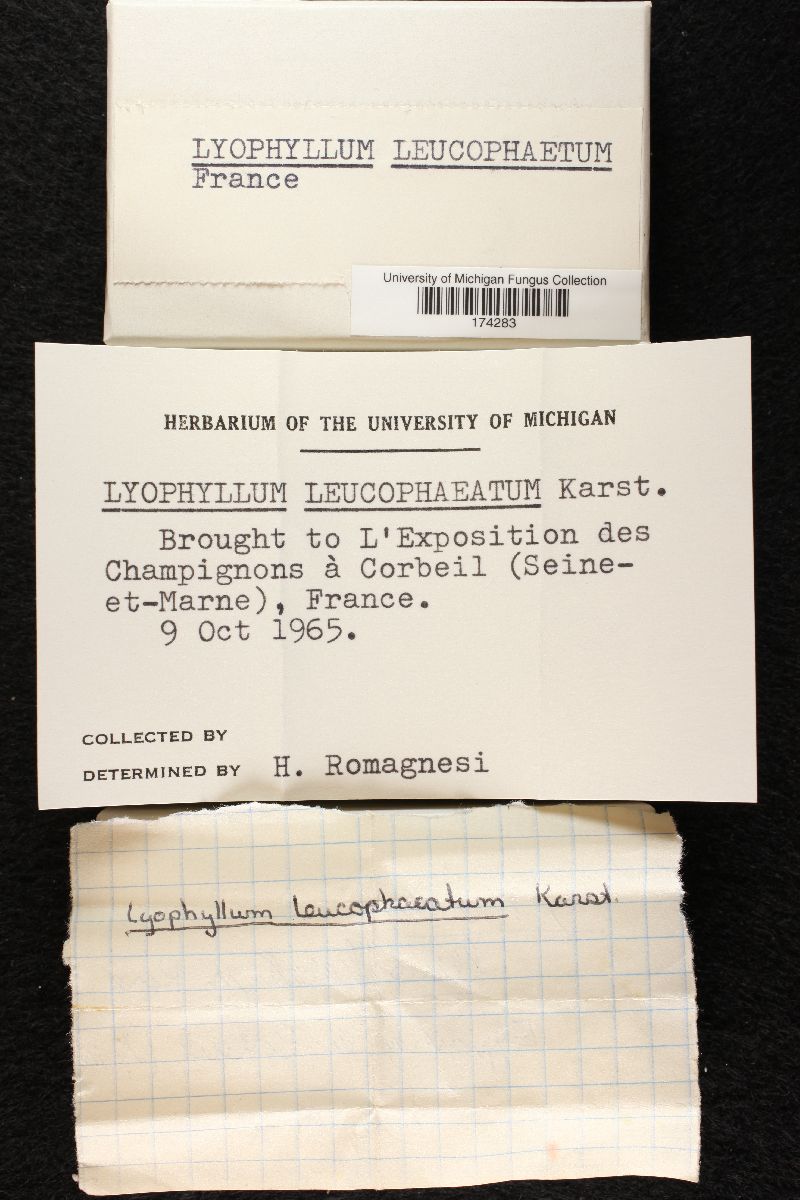 LYOPHYLLUM LEUCOPHAETUM
France
University of Michigan Fungus Collection
174283
HERBARIUM OF THE UNIVERSITY OF MICHIGAN
LYOPHYLLUM LEUCOPHAEATUM Karst.
Brought to L'Exposition des
Champignons à Corbeil (Seine-
et-Marne), France.
9 Oct 1965.
COLLECTED BY
DETERMINED BY H. Romagnesi
Lyophyllum leucophaeatum Karst.